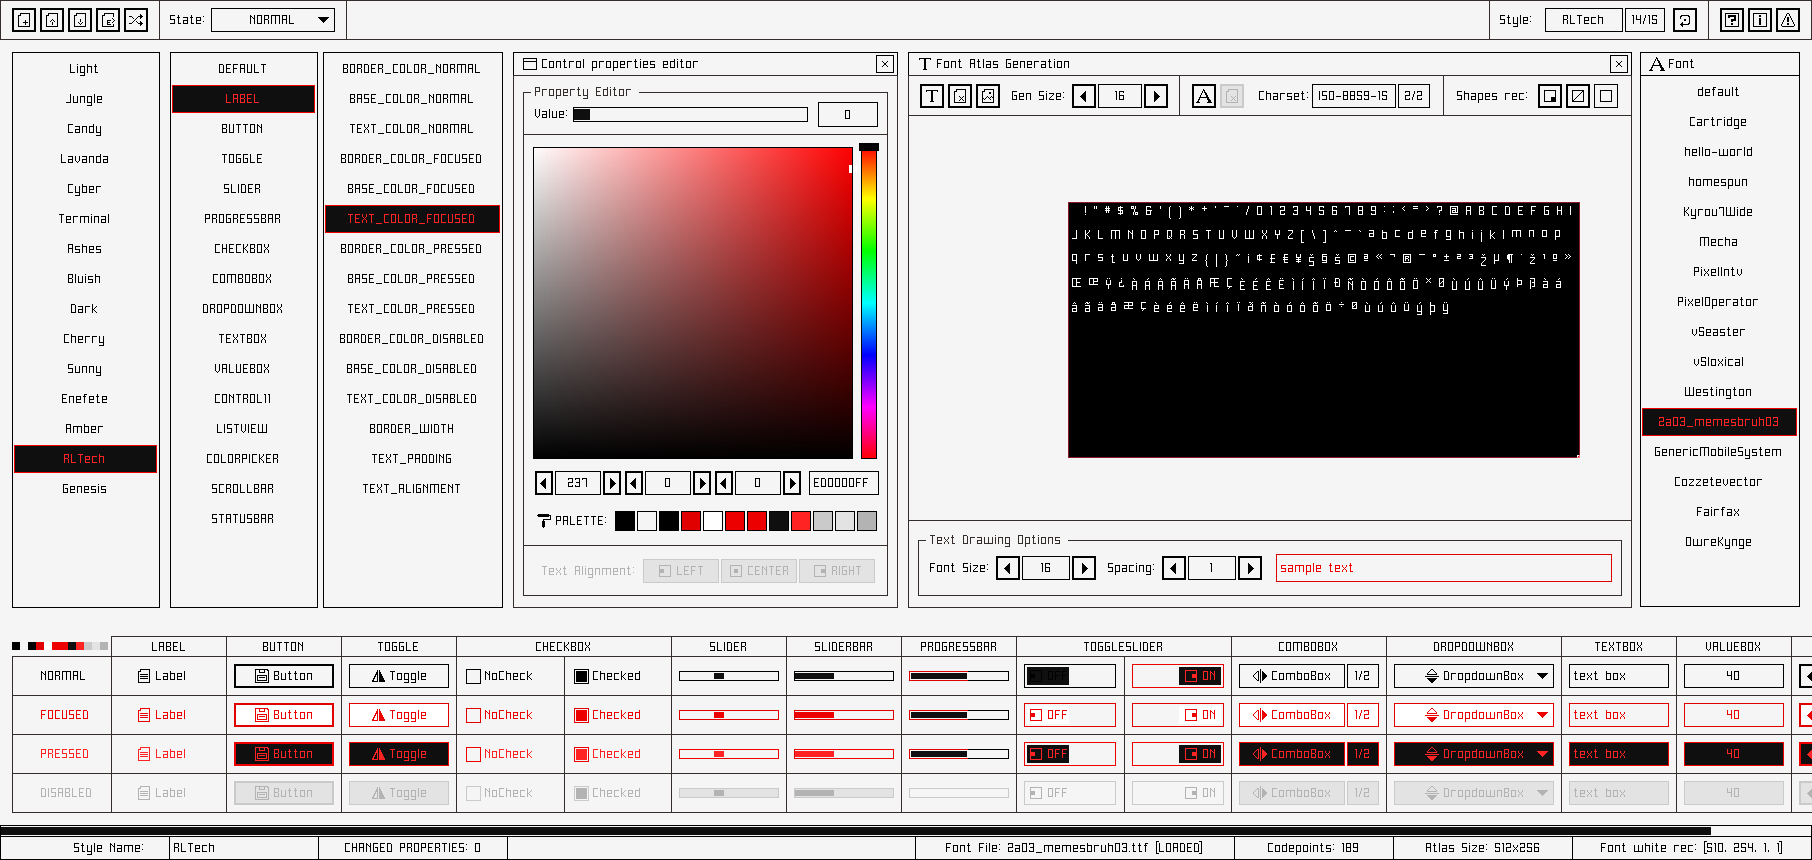 State: NORMAL Style: RLTech 14/15
Light
Jungle
Candy
Lavanda
Cyber
Terminal
Ashes
Bluish
Dark
Cherry
Sunny
Enefete
Amber
RLTech
Genesis
DEFAULT
LABEL
BUTTON
TOGGLE
SLIDER
PROGRESSBAR
CHECKBOX
COMBOBOX
DROPDOWNBOX
TEXTBOX
VALUEBOX
CONTROL11
LISTVIEW
COLORPICKER
SCROLLBAR
STATUSBAR
BORDER_COLOR_NORMAL
BASE_COLOR_NORMAL
TEXT_COLOR_NORMAL
BORDER_COLOR_FOCUSED
BASE_COLOR_FOCUSED
TEXT_COLOR_FOCUSED
BORDER_COLOR_PRESSED
BASE_COLOR_PRESSED
TEXT_COLOR_PRESSED
BORDER_COLOR_DISABLED
BASE_COLOR_DISABLED
TEXT_COLOR_DISABLED
BORDER_WIDTH
TEXT_PADDING
TEXT_ALIGNMENT
Control properties editor
Property Editor
Value: 0
237 0 0 ED0000FF
PALETTE:
Text Alignment: LEFT CENTER RIGHT
Font Atlas Generation
Gen Size: 16 Charset: ISO-8859-15 2/2 Shapes rec:
! " # $ % & ' ( ) * + , - . / 0 1 2 3 4 5 6 7 8 9 : ; < = > ? @ A B C D E F G H I
J K L M N O P Q R S T U V W X Y Z [ \ ] ^ _ ` a b c d e f g h i j k l m n o p
q r s t u v w x y z { | } ~ ¡ ¢ £ € ¥ Š § š © ª « ¬ ® ¯ ° ± ² ³ Ž µ ¶ · ž ¹ º »
Œ œ Ÿ ¿ À Á Â Ã Ä Å Æ Ç È É Ê Ë Ì Í Î Ï Ð Ñ Ò Ó Ô Õ Ö × Ø Ù Ú Û Ü Ý Þ ß à á
â ã ä å æ ç è é ê ë ì í î ï ð ñ ò ó ô õ ö ÷ ø ù ú û ü ý þ ÿ
Text Drawing Options
Font Size: 16 Spacing: 1 sample text
Font
default
Cartridge
hello-world
homespun
Kyrou7Wide
Mecha
PixelIntv
PixelOperator
vSeaster
vSloxical
Westington
2a03_memesbruh03
GenericMobileSystem
Cozzetevector
Fairfax
OwreKynge
LABEL BUTTON TOGGLE CHECKBOX SLIDER SLIDERBAR PROGRESSBAR TOGGLESLIDER COMBOBOX DROPDOWNBOX TEXTBOX VALUEBOX
NORMAL Label Button Toggle NoCheck Checked OFF ON ComboBox 1/2 DropdownBox text box 40
FOCUSED Label Button Toggle NoCheck Checked OFF ON ComboBox 1/2 DropdownBox text box 40
PRESSED Label Button Toggle NoCheck Checked OFF ON ComboBox 1/2 DropdownBox text box 40
DISABLED Label Button Toggle NoCheck Checked OFF ON ComboBox 1/2 DropdownBox text box 40
Style Name: RLTech CHANGED PROPERTIES: 0 Font File: 2a03_memesbruh03.ttf [LOADED] Codepoints: 189 Atlas Size: 512x256 Font white rec: [510, 254, 1, 1]